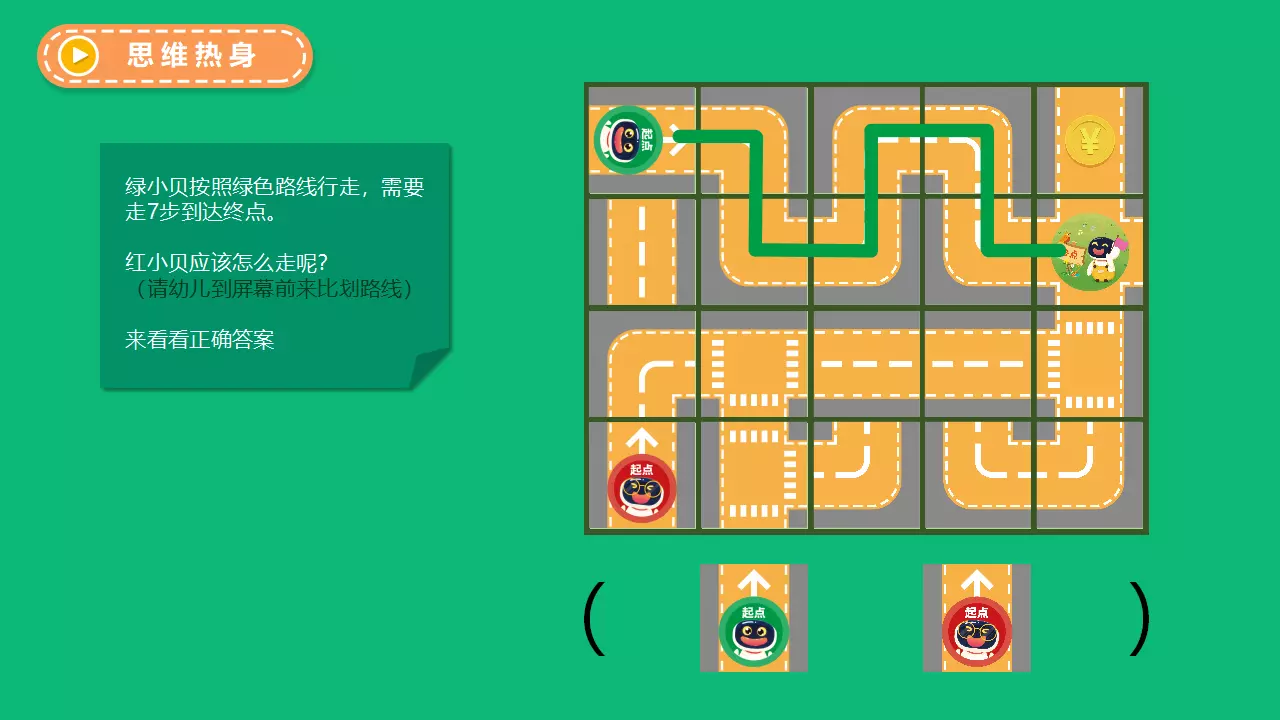 思维热身
绿小贝按照绿色路线行走，需要
走7步到达终点。
红小贝应该怎么走呢?
（请幼儿到屏幕前来比划路线）
来看看正确答案
起点
¥
起点
(
起点
起点
)